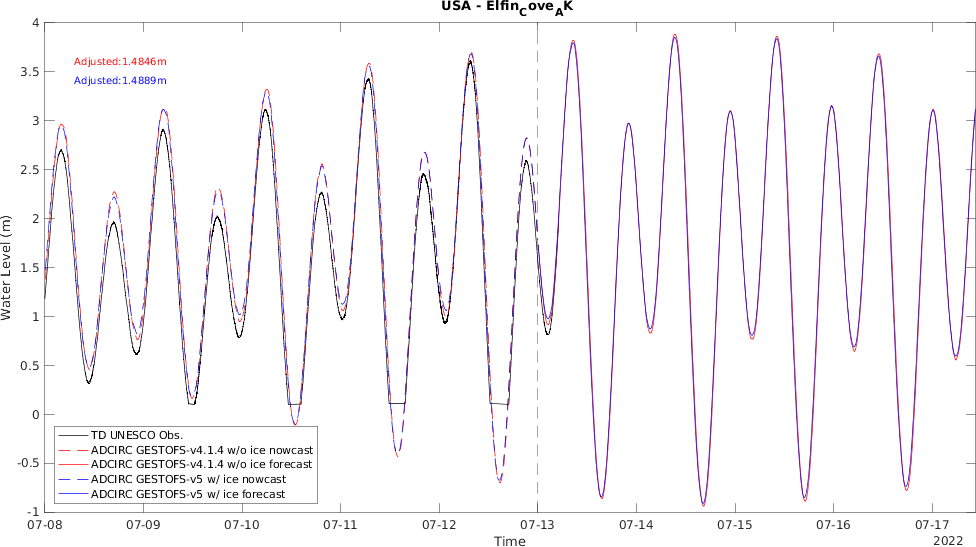 USA - ElfinCoveAK
Adjusted:1.4846m
Adjusted:1.4889m
Water Level (m)
4
3.5
3
2.5
2
1.5
1
0.5
0
-0.5
-1
TD UNESCO Obs.
ADCIRC GESTOFS-v4.1.4 w/o ice nowcast
ADCIRC GESTOFS-v4.1.4 w/o ice forecast
ADCIRC GESTOFS-v5 w/ ice nowcast
ADCIRC GESTOFS-v5 w/ ice forecast
07-08 07-09 07-10 07-11 07-12 07-13 07-14 07-15 07-16 07-17
Time
2022